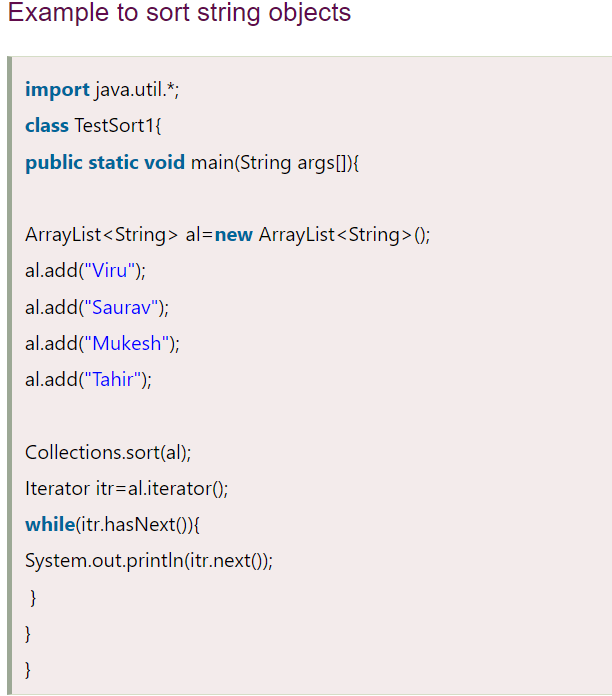 Example to sort string objects
import java.util.*;
class TestSort1{
public static void main(String args[]){
ArrayList<String> al=new ArrayList<String>();
al.add("Viru");
al.add("Saurav");
al.add("Mukesh");
al.add("Tahir");
Collections.sort(al);
Iterator itr=al.iterator();
while(itr.hasNext()){
System.out.println(itr.next());
}
}
}